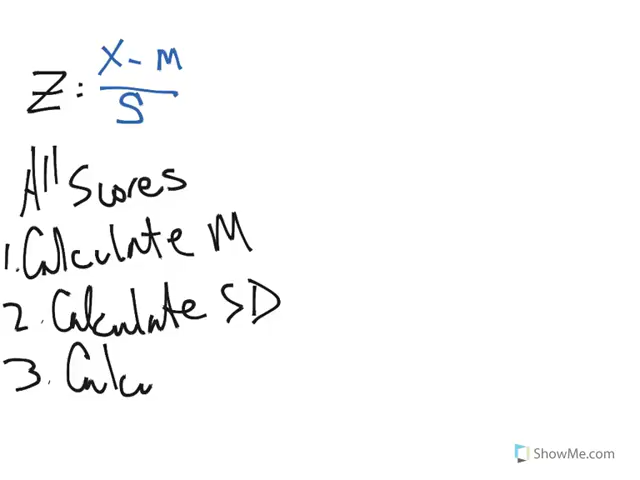 Z = X - M
S
All Scores
1. Calculate M
2. Calculate SD
3. Calcu
ShowMe.com